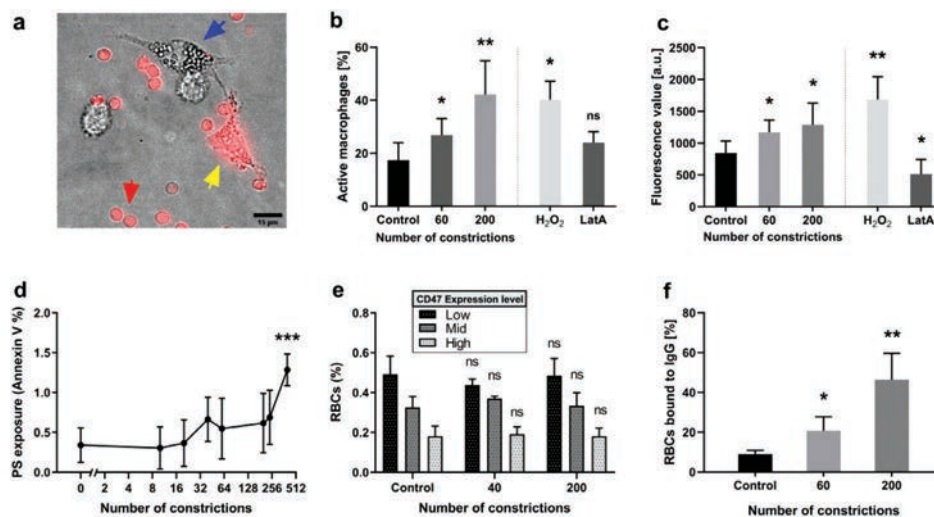 a
15 µm
b
Active macrophages [%]
60
40
20
0
*
**
*
ns
Control 60 200 H₂O₂ LatA
Number of constrictions
c
Fluorescence value [a.u.]
2500
2000
1500
1000
500
0
*
*
**
*
Control 60 200 H₂O₂ LatA
Number of constrictions
d
PS exposure (Annexin V %)
2.0
1.5
1.0
0.5
0.0
***
0 2 4 8 16 32 64 128 256 512
Number of constrictions
e
CD47 Expression level
Low
Mid
High
RBCs (%)
0.8
0.6
0.4
0.2
0.0
ns
ns
ns
ns
ns
ns
Control 40 200
Number of constrictions
f
RBCs bound to IgG [%]
80
60
40
20
0
*
**
Control 60 200
Number of constrictions